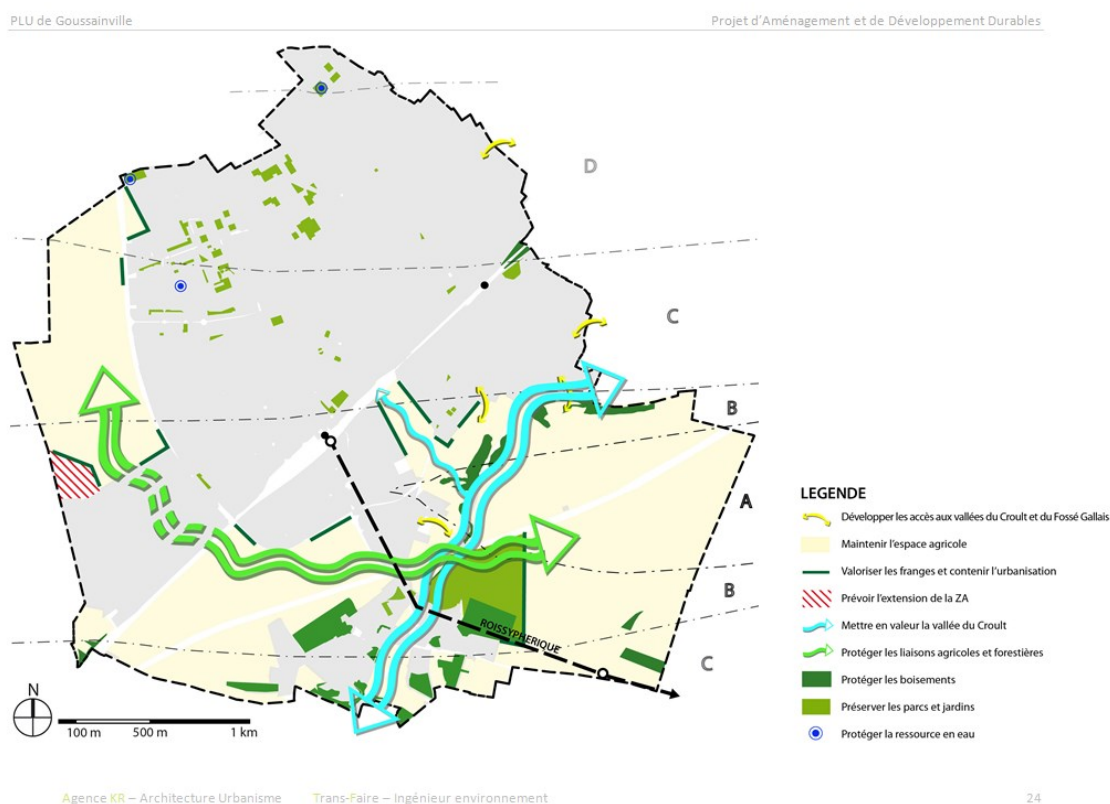 PLU de Goussainville
Projet d'Aménagement et de Développement Durables
D
C
B
A
B
C
ROISSYPHERIQUE
N
100 m 500 m 1 km
LEGENDE
Développer les accès aux vallées du Croult et du Fossé Gallais
Maintenir l'espace agricole
Valoriser les franges et contenir l'urbanisation
Prévoir l'extension de la ZA
Mettre en valeur la vallée du Croult
Protéger les liaisons agricoles et forestières
Protéger les boisements
Préserver les parcs et jardins
Protéger la ressource en eau
Agence KR – Architecture Urbanisme Trans-Faire – Ingénieur environnement
24